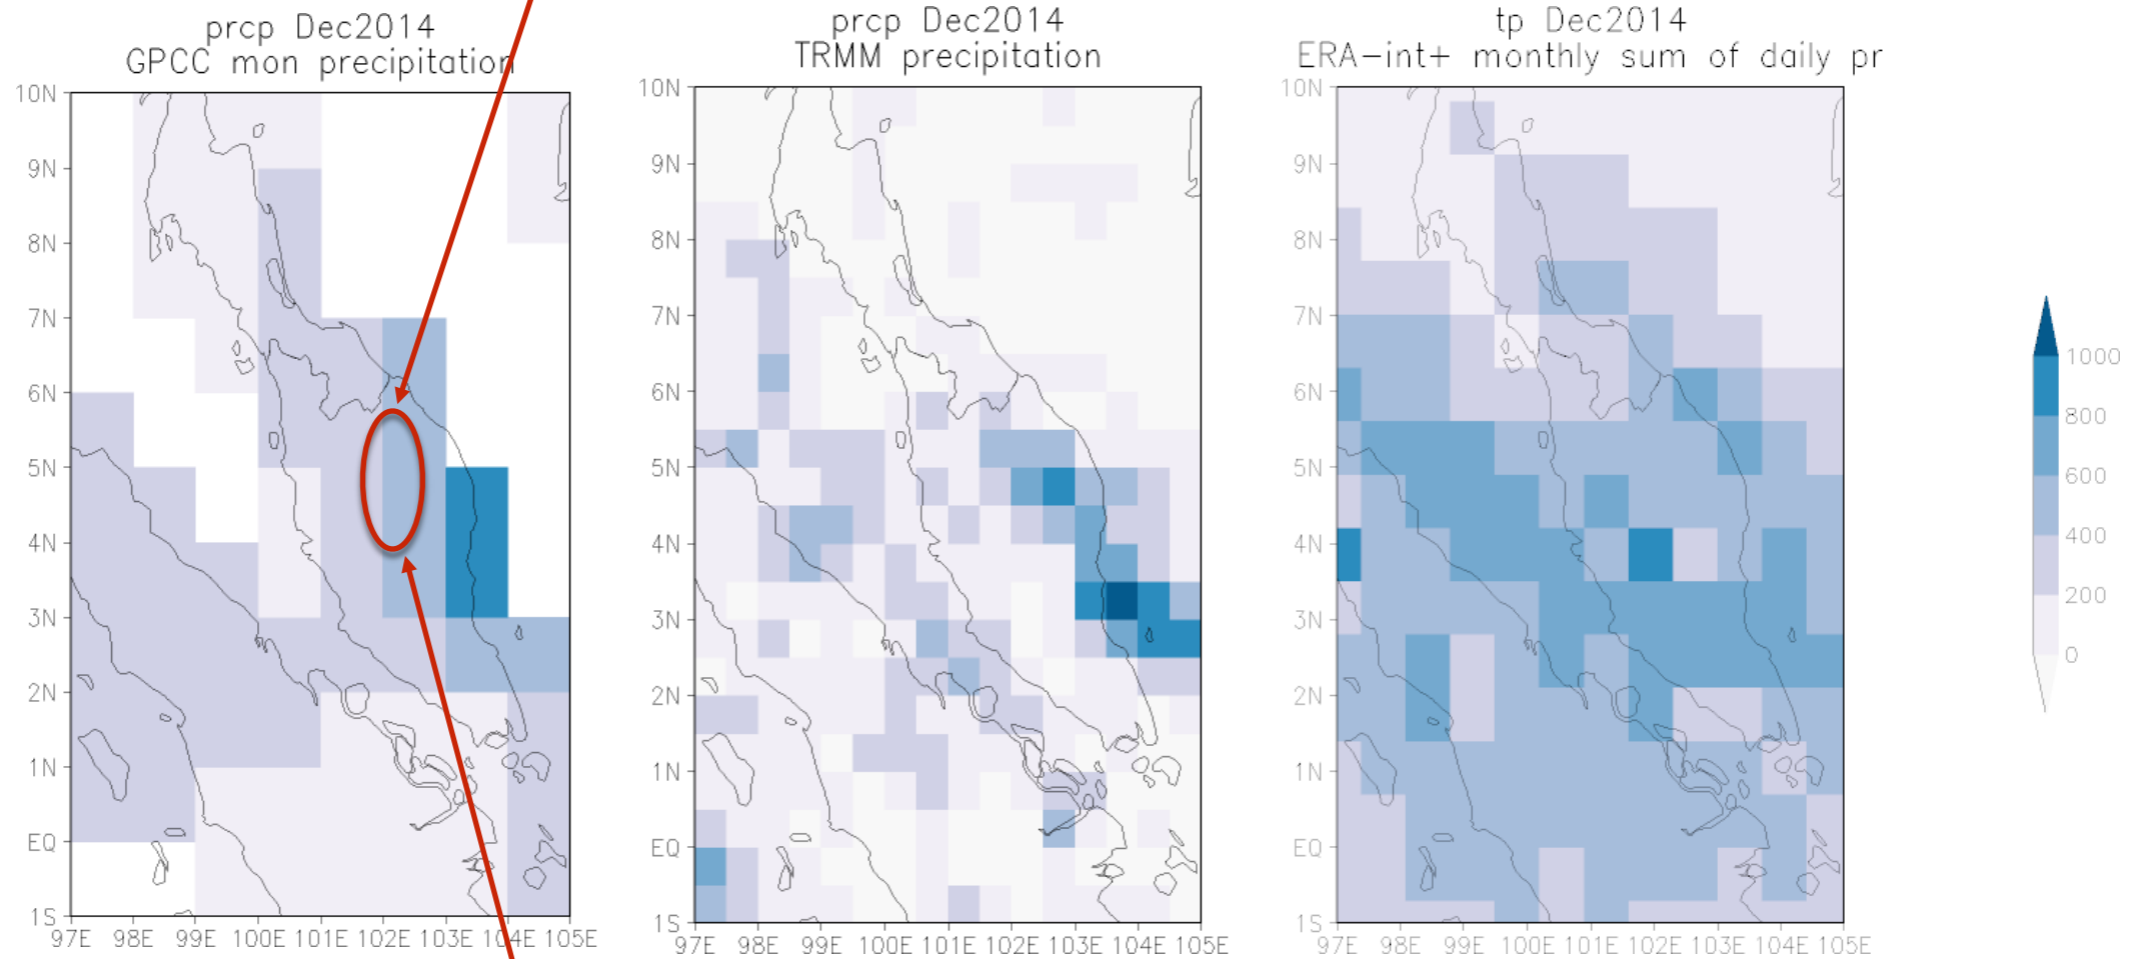 prcp Dec2014
GPCC mon precipitation
10N
9N
8N
7N
6N
5N
4N
3N
2N
1N
EQ
1S
97E 98E 99E 100E 101E 102E 103E 104E 105E
prcp Dec2014
TRMM precipitation
10N
9N
8N
7N
6N
5N
4N
3N
2N
1N
EQ
1S
97E 98E 99E 100E 101E 102E 103E 104E 105E
tp Dec2014
ERA-int+ monthly sum of daily pr
10N
9N
8N
7N
6N
5N
4N
3N
2N
1N
EQ
1S
97E 98E 99E 100E 101E 102E 103E 104E 105E
1000
800
600
400
200
0